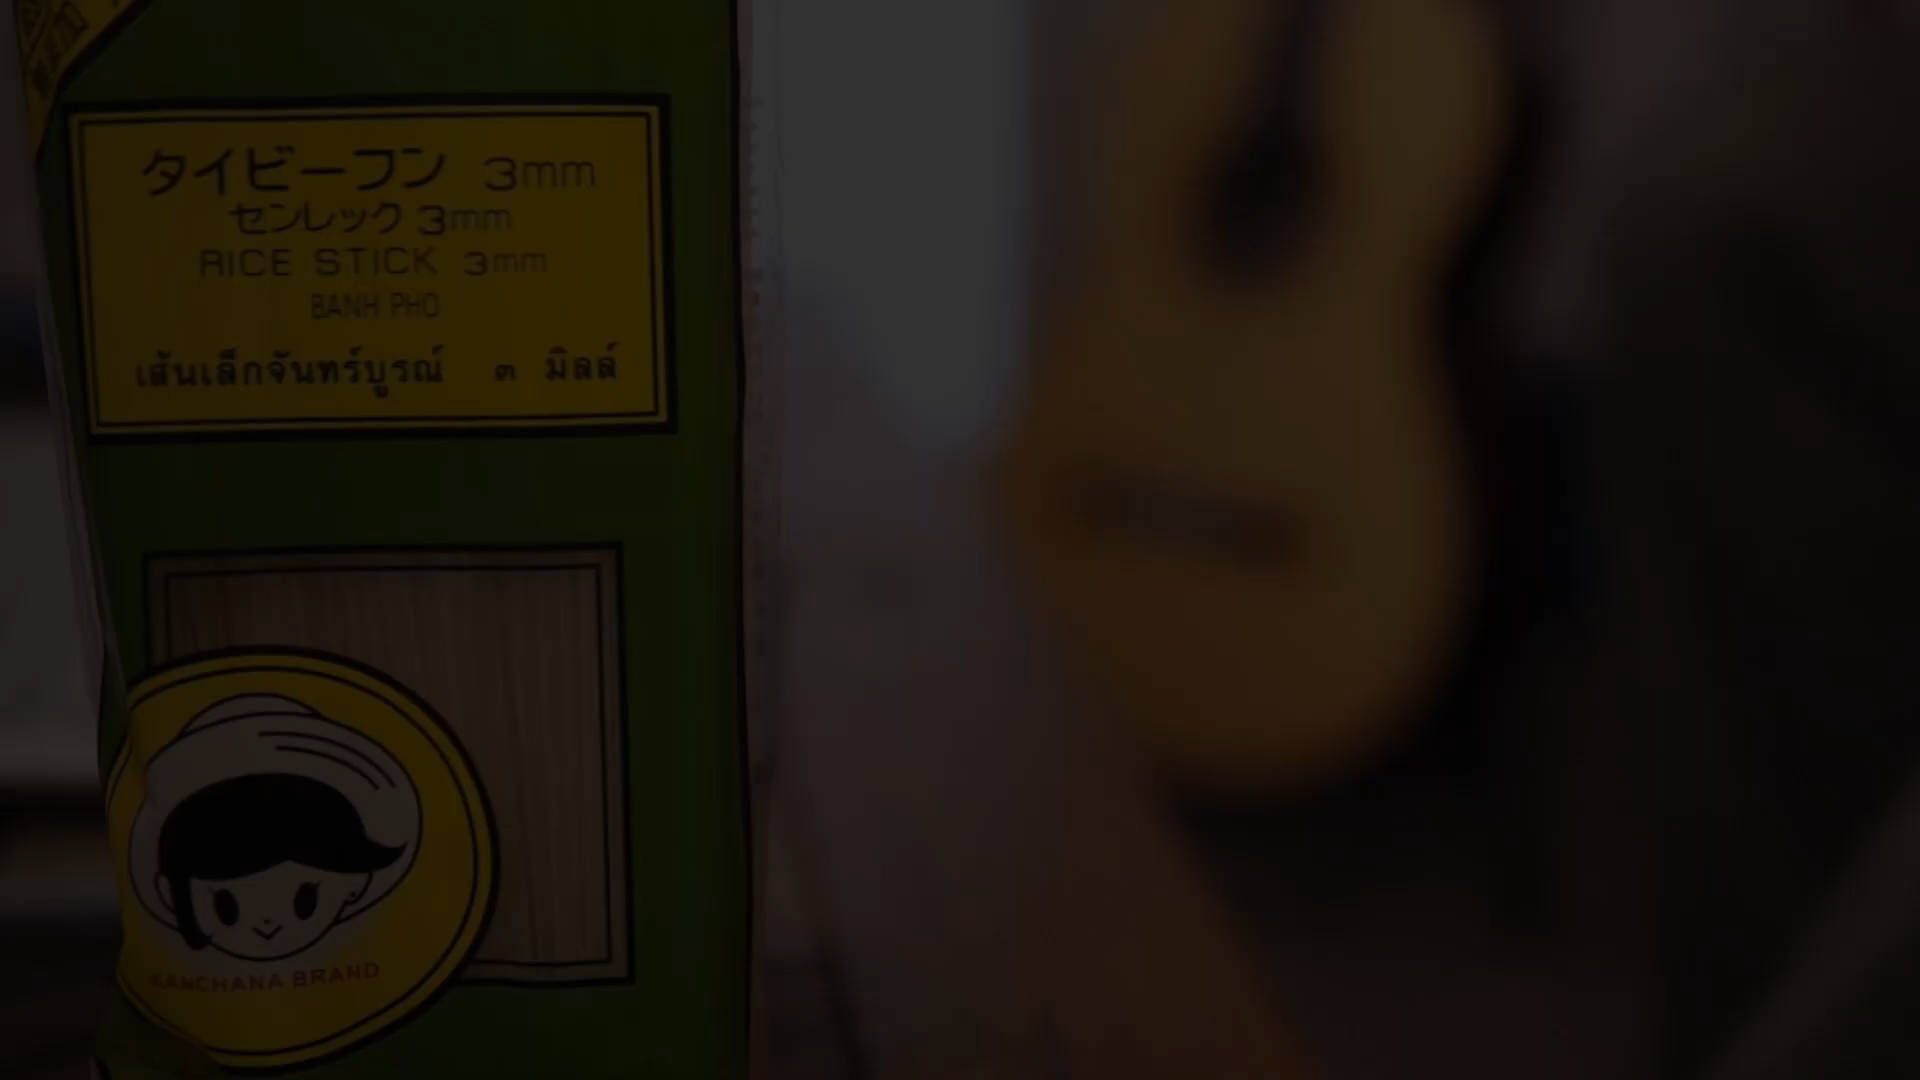 タイビーフン 3mm
センレック 3mm
RICE STICK 3mm
BANH PHO
เส้นเล็กจันทร์บูรณ์ ๓ มิลล์
KANCHANA BRAND